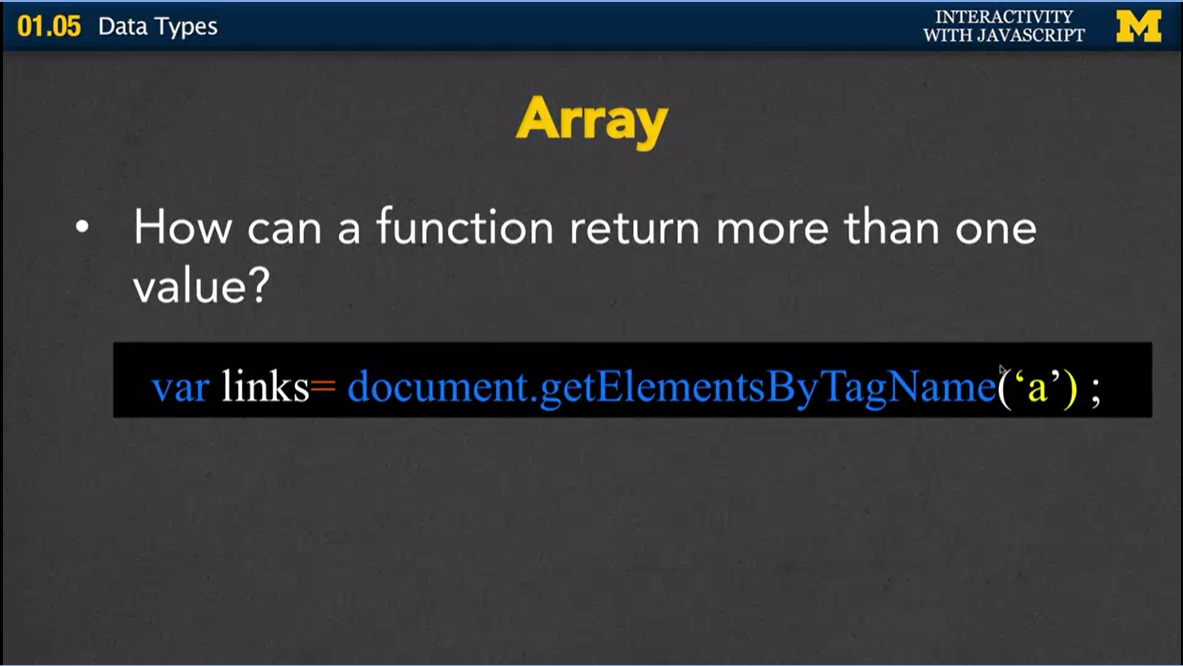 01.05 Data Types
INTERACTIVITY
WITH JAVASCRIPT
M
Array
• How can a function return more than one
value?
var links= document.getElementsByTagName(‘a’) ;